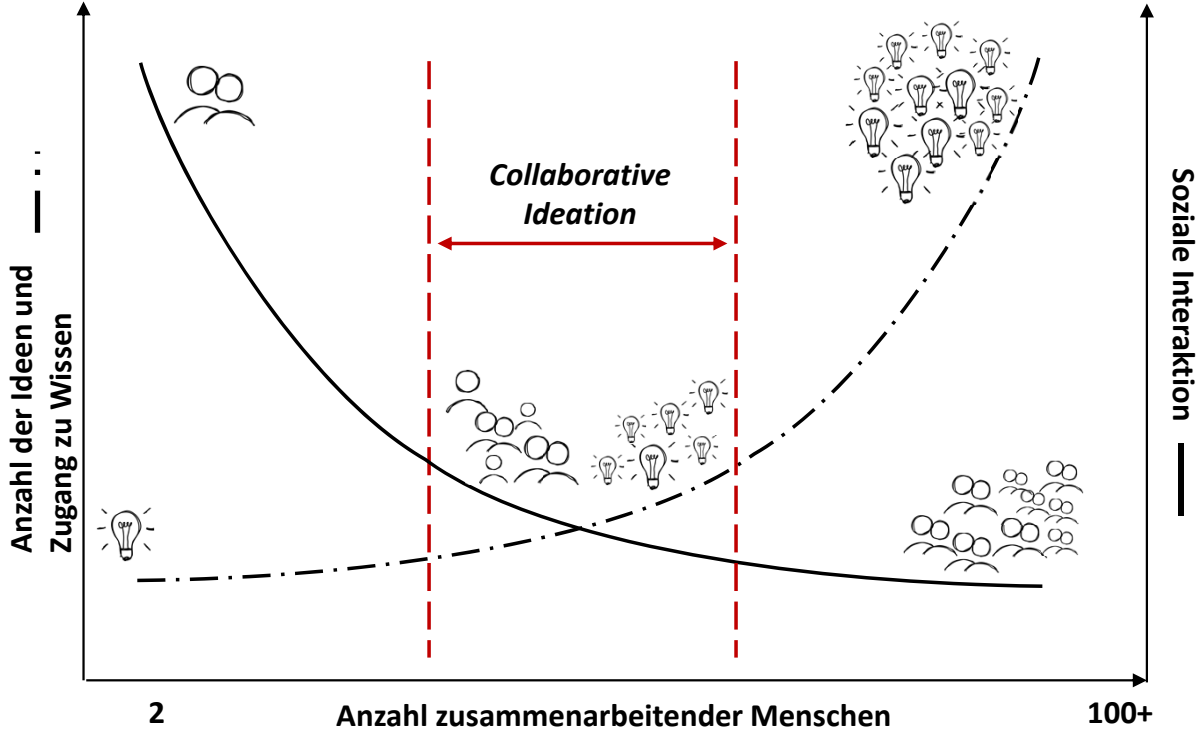 Collaborative
Ideation
Anzahl der Ideen und
Zugang zu Wissen
Soziale Interaktion
2
Anzahl zusammenarbeitender Menschen
100+